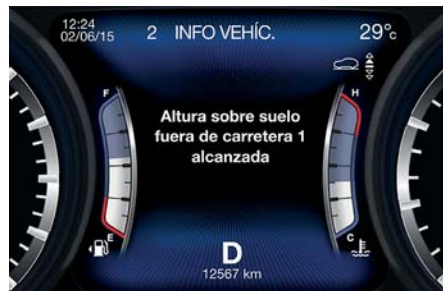 12:24
02/06/15
2 INFO VEHÍC.
29°c
F
H
Altura sobre suelo
fuera de carretera 1
alcanzada
E
C
D
12567 km